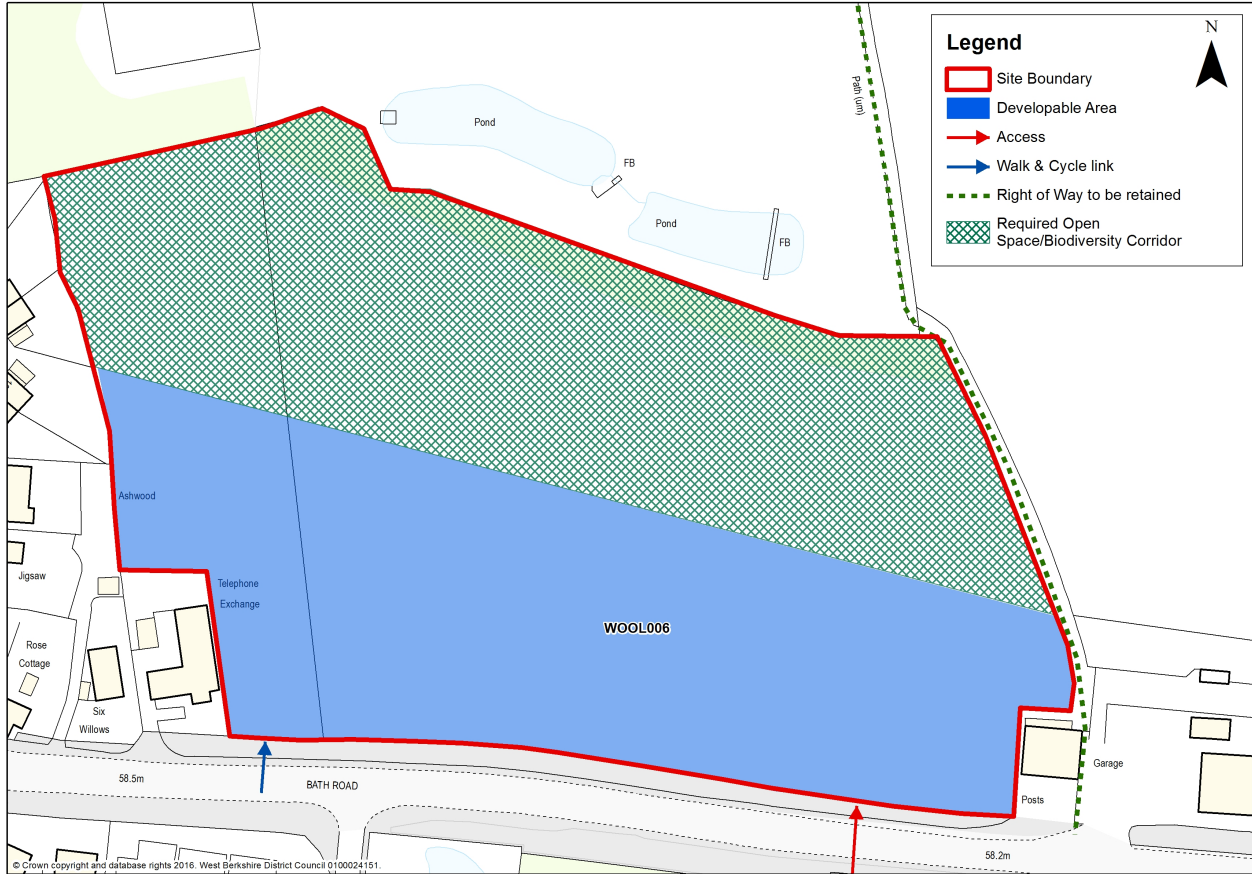 N
Legend
Site Boundary
Developable Area
Access
Walk & Cycle link
Right of Way to be retained
Required Open
Space/Biodiversity Corridor
Path (um)
Pond
FB
Pond
FB
Ashwood
Jigsaw
Telephone
Exchange
WOOL006
Rose
Cottage
Six
Willows
Garage
Posts
58.5m
BATH ROAD
58.2m
© Crown copyright and database rights 2016. West Berkshire District Council 0100024151.